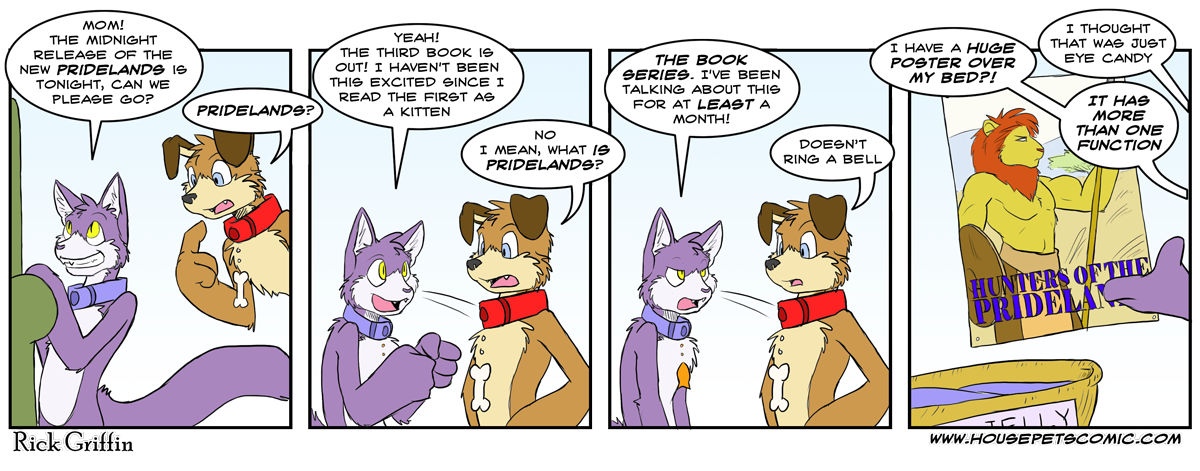 MOM!
THE MIDNIGHT
RELEASE OF THE
NEW PRIDELANDS IS
TONIGHT, CAN WE
PLEASE GO?
PRIDELANDS?
YEAH!
THE THIRD BOOK IS
OUT! I HAVEN'T BEEN
THIS EXCITED SINCE I
READ THE FIRST AS
A KITTEN
NO
I MEAN, WHAT IS
PRIDELANDS?
THE BOOK
SERIES. I'VE BEEN
TALKING ABOUT THIS
FOR AT LEAST A
MONTH!
DOESN'T
RING A BELL
I HAVE A HUGE
POSTER OVER
MY BED?!
I THOUGHT
THAT WAS JUST
EYE CANDY
IT HAS
MORE
THAN ONE
FUNCTION
HUNTERS OF THE
PRIDELAN
JELLY
Rick Griffin
WWW.HOUSEPETSCOMIC.COM